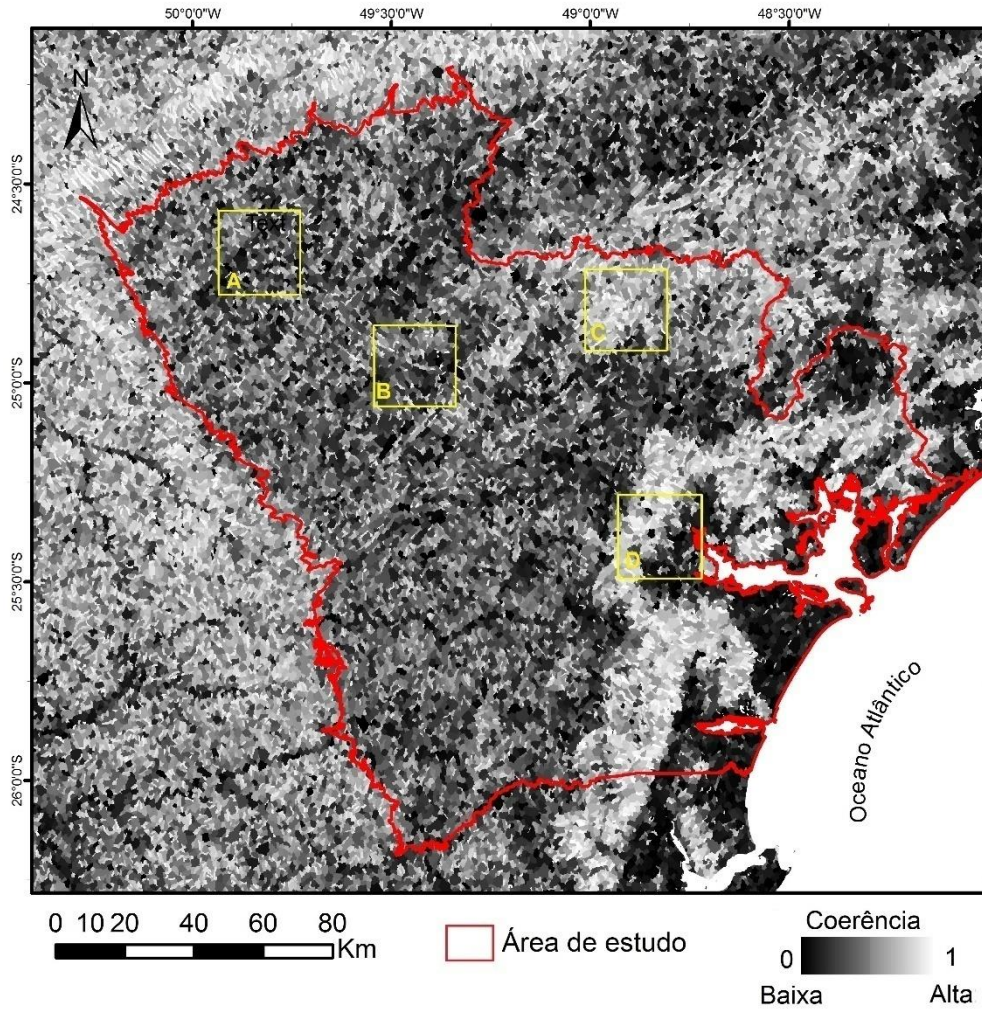 50°0'0"W 49°30'0"W 49°0'0"W 48°30'0"W
N
24°30'0"S
Text
A
C
B
25°0'0"S
D
25°30'0"S
26°0'0"S
Oceano Atlântico
0 10 20 40 60 80
Km
Área de estudo
Coerência
0 1
Baixa Alta